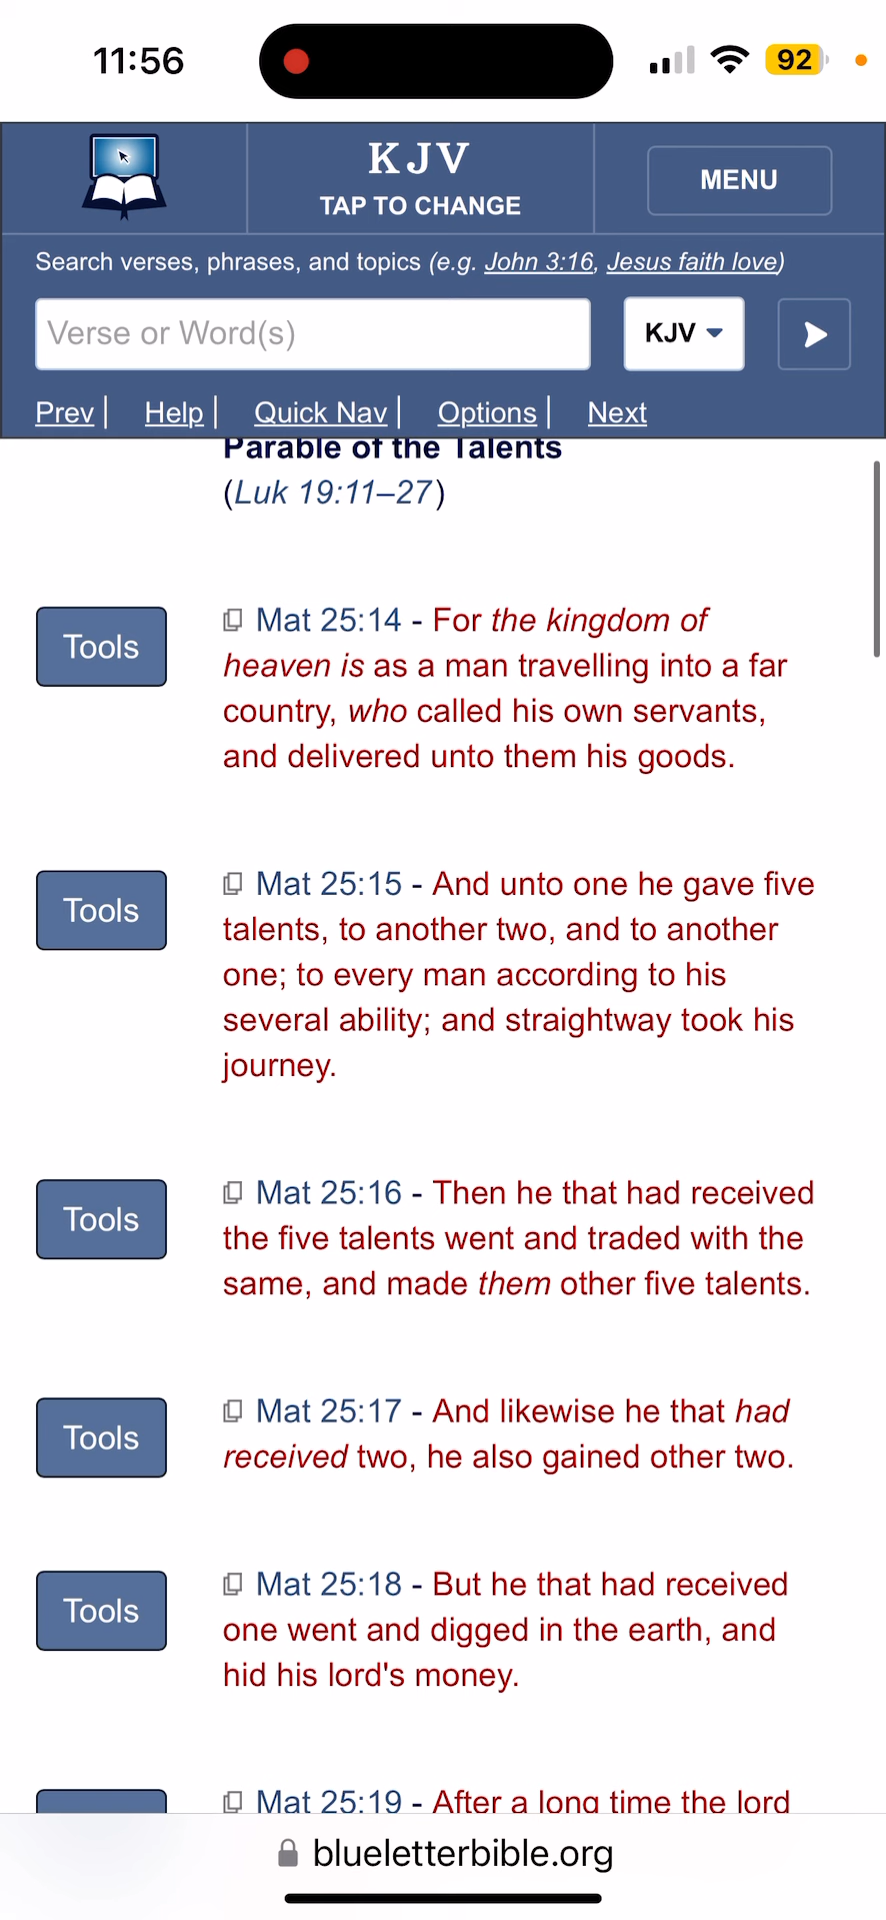 11:56
92
KJV
TAP TO CHANGE
MENU
Search verses, phrases, and topics (e.g. John 3:16, Jesus faith love)
Verse or Word(s)
KJV
Prev | Help | Quick Nav | Options | Next
Parable of the Talents
(Luk 19:11–27)
Tools
Mat 25:14 - For the kingdom of
heaven is as a man travelling into a far
country, who called his own servants,
and delivered unto them his goods.
Tools
Mat 25:15 - And unto one he gave five
talents, to another two, and to another
one; to every man according to his
several ability; and straightway took his
journey.
Tools
Mat 25:16 - Then he that had received
the five talents went and traded with the
same, and made them other five talents.
Tools
Mat 25:17 - And likewise he that had
received two, he also gained other two.
Tools
Mat 25:18 - But he that had received
one went and digged in the earth, and
hid his lord's money.
Mat 25:19 - After a long time the lord
blueletterbible.org